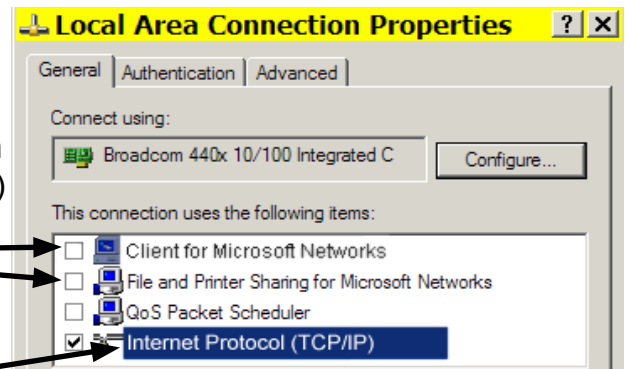 Local Area Connection Properties
General Authentication Advanced
Connect using:
Broadcom 440x 10/100 Integrated C Configure...
)
This connection uses the following items:
Client for Microsoft Networks
File and Printer Sharing for Microsoft Networks
QoS Packet Scheduler
Internet Protocol (TCP/IP)